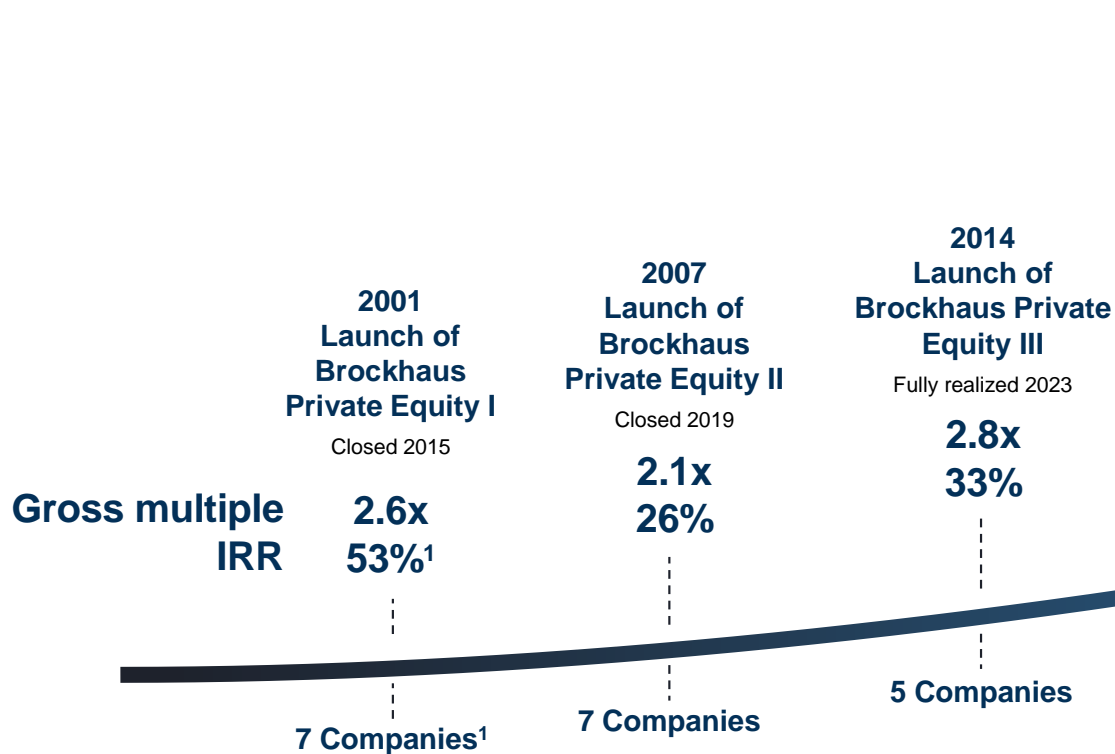 2001
Launch of
Brockhaus
Private Equity I
Closed 2015
2007
Launch of
Brockhaus
Private Equity II
Closed 2019
2014
Launch of
Brockhaus Private
Equity III
Fully realized 2023
Gross multiple
IRR
2.6x
53%¹
2.1x
26%
2.8x
33%
7 Companies¹
7 Companies
5 Companies